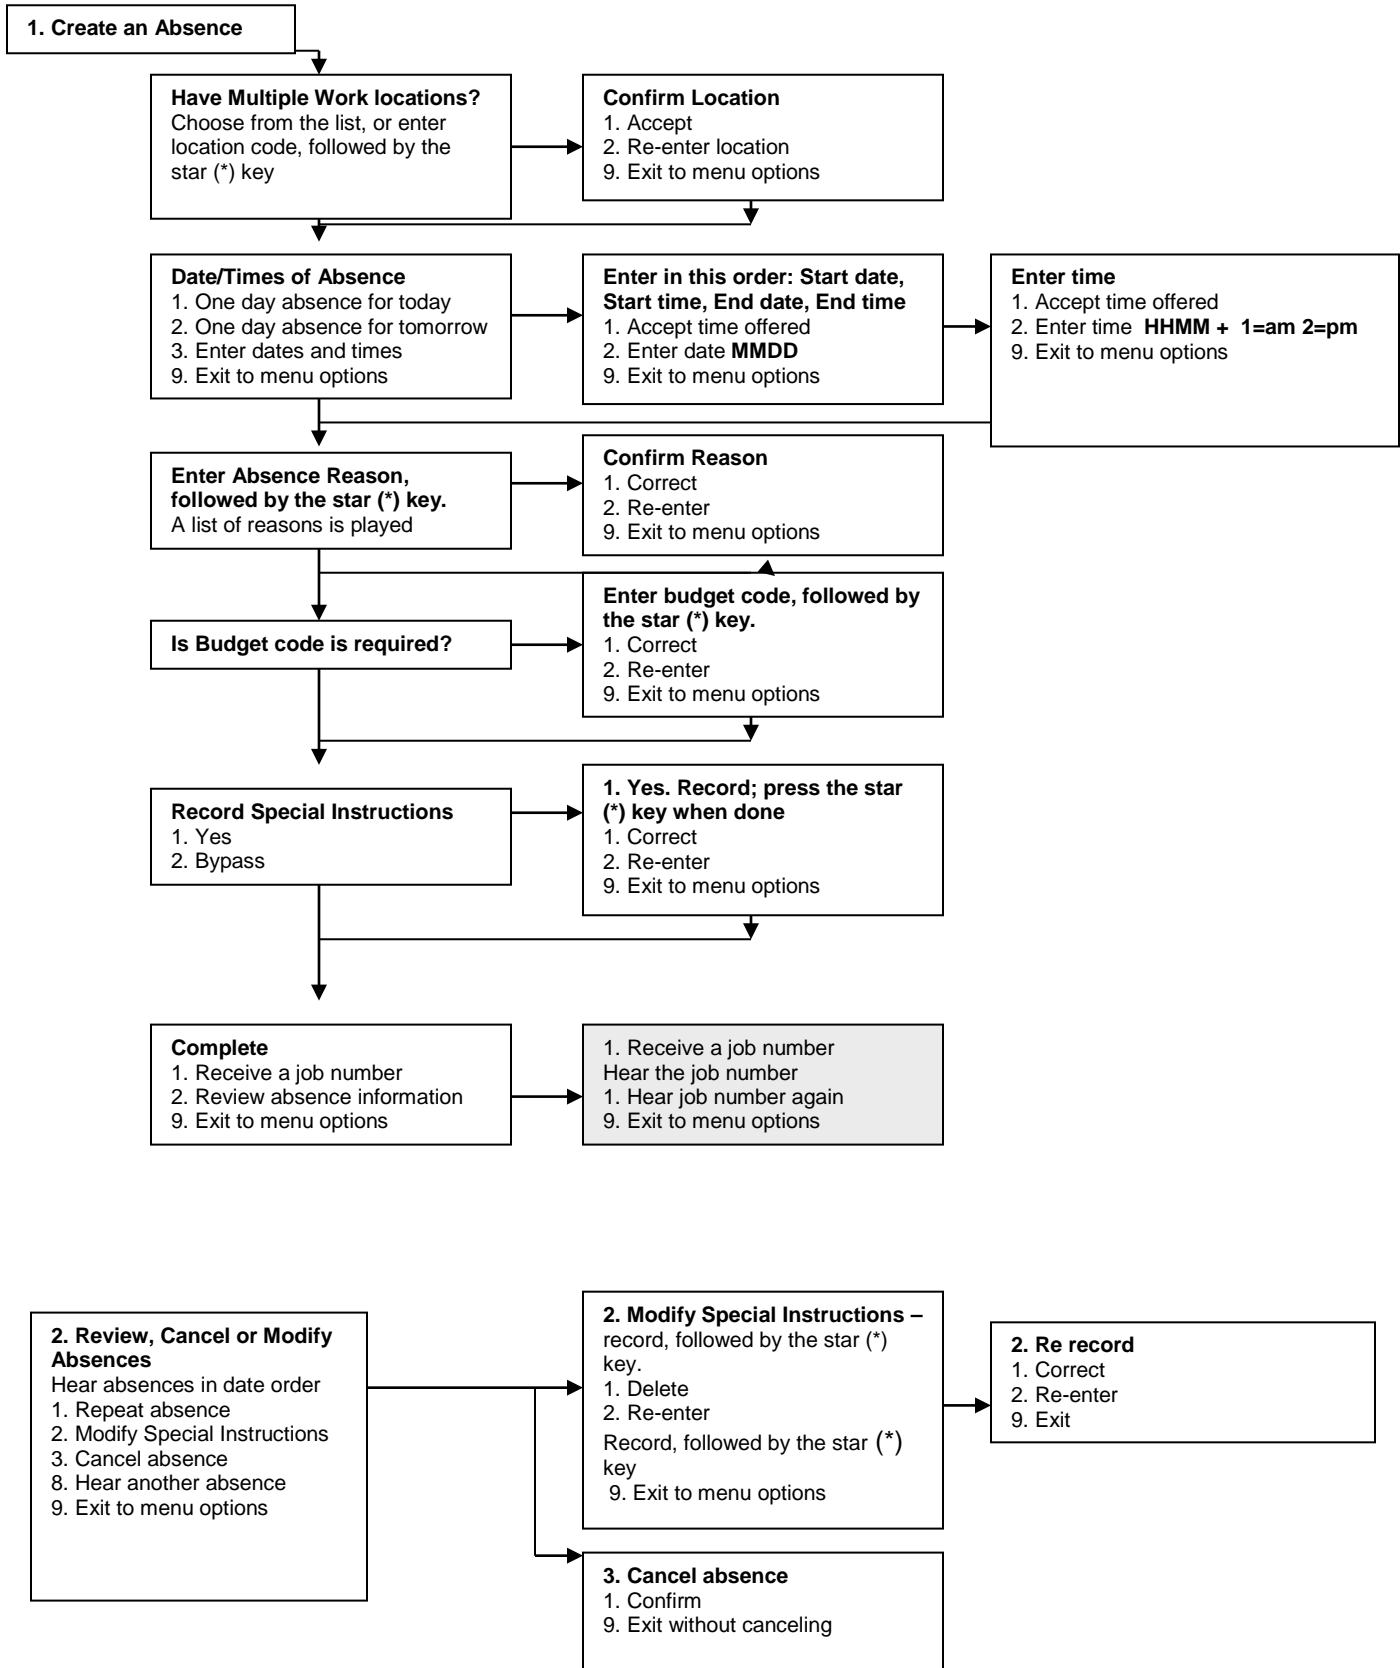 1. Create an Absence
Have Multiple Work locations?
Choose from the list, or enter
location code, followed by the
star (*) key
Confirm Location
1. Accept
2. Re-enter location
9. Exit to menu options
Date/Times of Absence
1. One day absence for today
2. One day absence for tomorrow
3. Enter dates and times
9. Exit to menu options
Enter in this order: Start date,
Start time, End date, End time
1. Accept time offered
2. Enter date MMDD
9. Exit to menu options
Enter time
1. Accept time offered
2. Enter time HHMM + 1=am 2=pm
9. Exit to menu options
Enter Absence Reason,
followed by the star (*) key.
A list of reasons is played
Confirm Reason
1. Correct
2. Re-enter
9. Exit to menu options
Is Budget code is required?
Enter budget code, followed by
the star (*) key.
1. Correct
2. Re-enter
9. Exit to menu options
Record Special Instructions
1. Yes
2. Bypass
1. Yes. Record; press the star
(*) key when done
1. Correct
2. Re-enter
9. Exit to menu options
Complete
1. Receive a job number
2. Review absence information
9. Exit to menu options
1. Receive a job number
Hear the job number
1. Hear job number again
9. Exit to menu options
2. Review, Cancel or Modify
Absences
Hear absences in date order
1. Repeat absence
2. Modify Special Instructions
3. Cancel absence
8. Hear another absence
9. Exit to menu options
2. Modify Special Instructions –
record, followed by the star (*)
key.
1. Delete
2. Re-enter
Record, followed by the star (*)
key
9. Exit to menu options
2. Re record
1. Correct
2. Re-enter
9. Exit
3. Cancel absence
1. Confirm
9. Exit without canceling